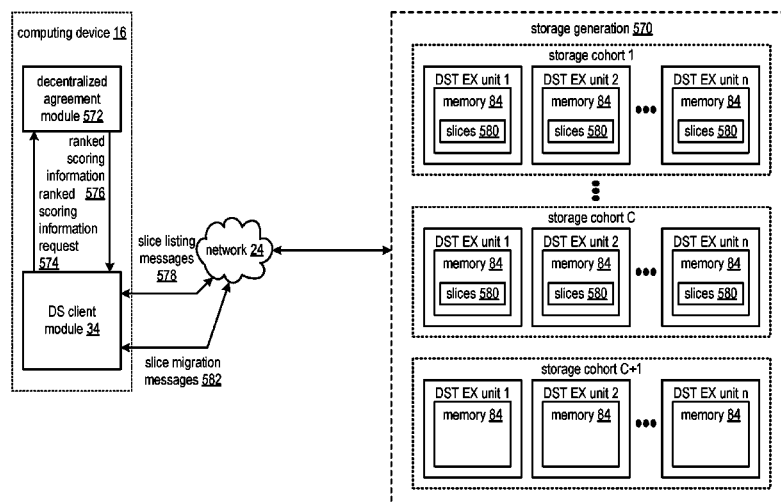 computing device 16
decentralized
agreement
module 572
ranked
scoring
information
576
ranked
scoring
information
request
574
DS client
module 34
slice listing
messages
578
network 24
slice migration
messages 582
storage generation 570
storage cohort 1
DST EX unit 1
memory 84
slices 580
DST EX unit 2
memory 84
slices 580
DST EX unit n
memory 84
slices 580
storage cohort C
DST EX unit 1
memory 84
slices 580
DST EX unit 2
memory 84
slices 580
DST EX unit n
memory 84
slices 580
storage cohort C+1
DST EX unit 1
memory 84
DST EX unit 2
memory 84
DST EX unit n
memory 84